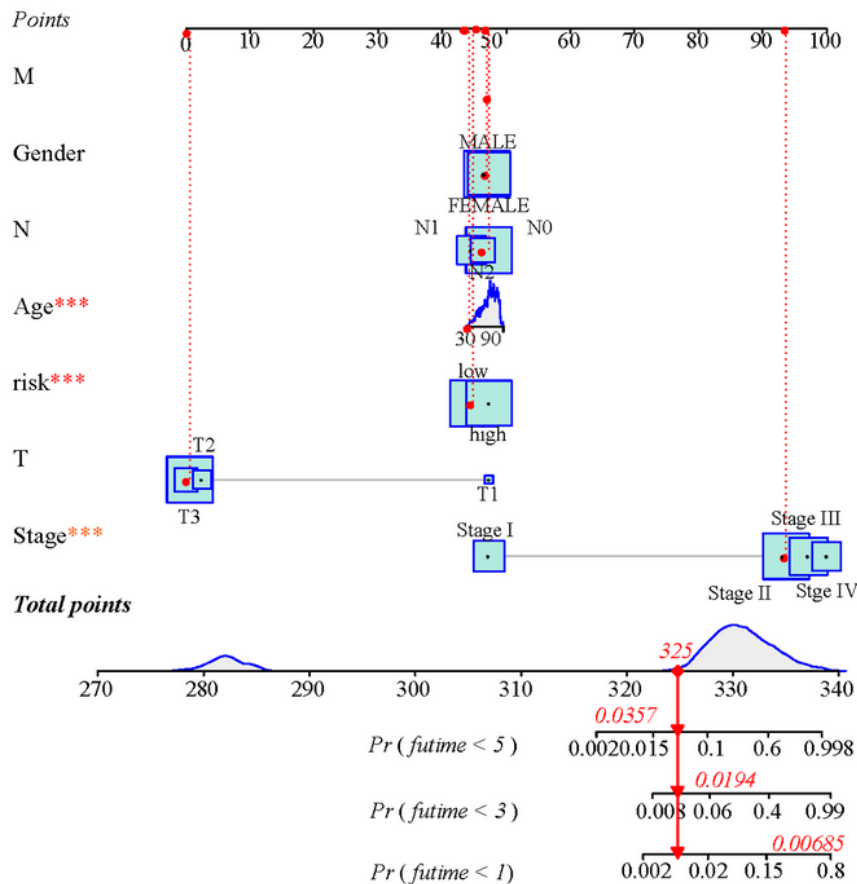 Points
0 10 20 30 40 50 60 70 80 90 100
M
Gender
MALE
FEMALE
N
N1 N0
N2
Age***
30 90
risk***
low
high
T
T2
T1
T3
Stage***
Stage I Stage III
Stage II Stge IV
Total points
325
270 280 290 300 310 320 330 340
0.0357
Pr ( futime < 5)
0.0020.015 0.1 0.6 0.998
0.0194
Pr ( futime < 3)
0.008 0.06 0.4 0.99
0.00685
Pr ( futime < 1)
0.002 0.02 0.15 0.8